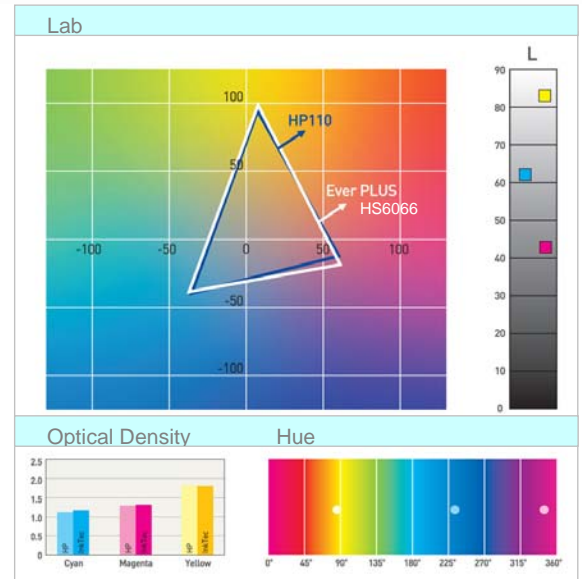 Lab
L
HP110
Ever PLUS
HS6066
100
50
-100
-50
0
50
100
-50
-100
90
80
70
60
50
40
30
20
10
0
Optical Density
Hue
2.5
2.0
1.5
1.0
0.5
0
HP
InkTec
HP
InkTec
HP
InkTec
Cyan
Magenta
Yellow
0°
45°
90°
135°
180°
225°
270°
315°
360°